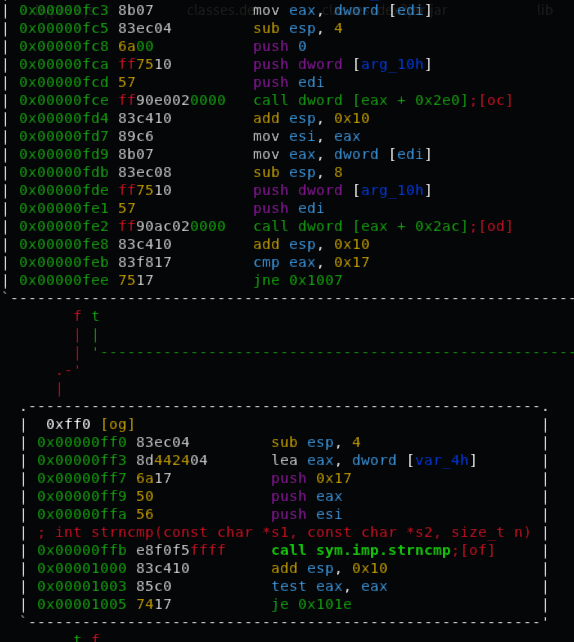 0x00000fc3 8b07 mov eax, dword [edi]
0x00000fc5 83ec04 sub esp, 4
0x00000fc8 6a00 push 0
0x00000fca ff7510 push dword [arg_10h]
0x00000fcd 57 push edi
0x00000fce ff90e0020000 call dword [eax + 0x2e0];[oc]
0x00000fd4 83c410 add esp, 0x10
0x00000fd7 89c6 mov esi, eax
0x00000fd9 8b07 mov eax, dword [edi]
0x00000fdb 83ec08 sub esp, 8
0x00000fde ff7510 push dword [arg_10h]
0x00000fe1 57 push edi
0x00000fe2 ff90ac020000 call dword [eax + 0x2ac];[od]
0x00000fe8 83c410 add esp, 0x10
0x00000feb 83f817 cmp eax, 0x17
0x00000fee 7517 jne 0x1007
f t
0xff0 [og]
0x00000ff0 83ec04 sub esp, 4
0x00000ff3 8d442404 lea eax, dword [var_4h]
0x00000ff7 6a17 push 0x17
0x00000ff9 50 push eax
0x00000ffa 56 push esi
; int strncmp(const char *s1, const char *s2, size_t n)
0x00000ffb e8f0f5ffff call sym.imp.strncmp;[of]
0x00001000 83c410 add esp, 0x10
0x00001003 85c0 test eax, eax
0x00001005 7417 je 0x101e
t f